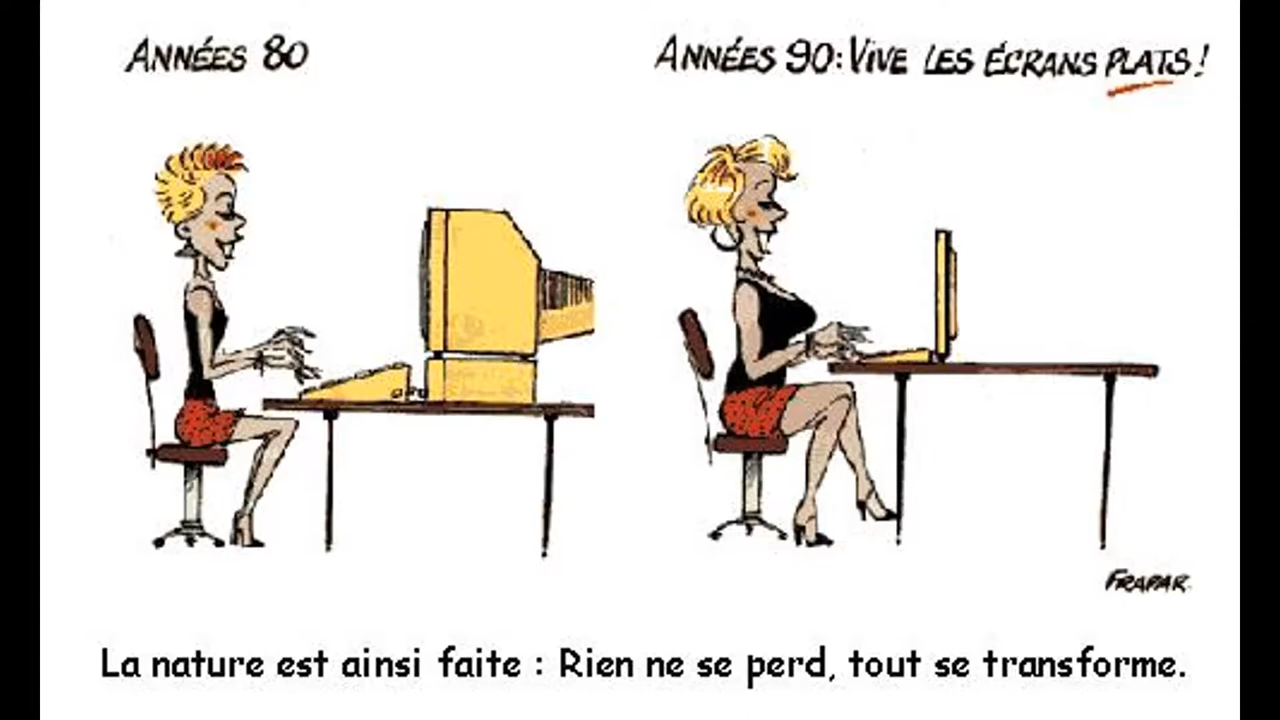 ANNÉES 80
ANNÉES 90: VIVE LES ÉCRANS PLATS !
FRAPAR
La nature est ainsi faite : Rien ne se perd, tout se transforme.